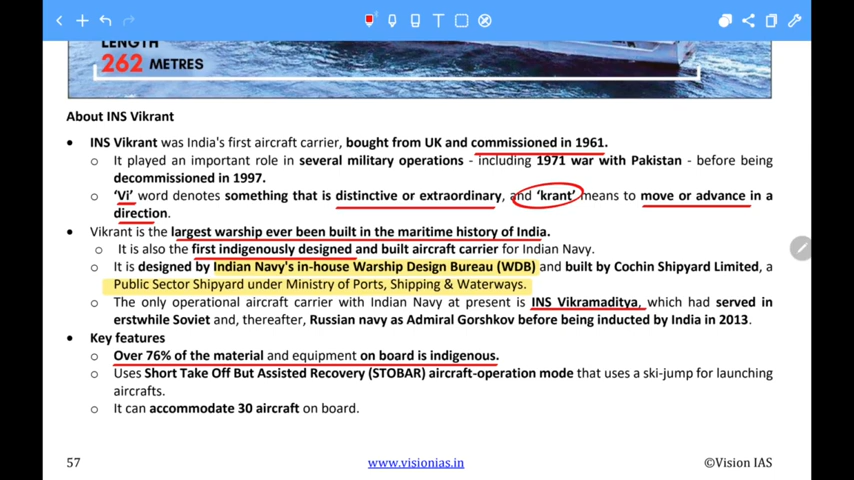 LENGTH
262 METRES
About INS Vikrant
• INS Vikrant was India's first aircraft carrier, bought from UK and commissioned in 1961.
o It played an important role in several military operations - including 1971 war with Pakistan - before being
decommissioned in 1997.
o 'Vi' word denotes something that is distinctive or extraordinary, and 'krant' means to move or advance in a
direction.
• Vikrant is the largest warship ever been built in the maritime history of India.
o It is also the first indigenously designed and built aircraft carrier for Indian Navy.
o It is designed by Indian Navy's in-house Warship Design Bureau (WDB) and built by Cochin Shipyard Limited, a
Public Sector Shipyard under Ministry of Ports, Shipping & Waterways.
o The only operational aircraft carrier with Indian Navy at present is INS Vikramaditya, which had served in
erstwhile Soviet and, thereafter, Russian navy as Admiral Gorshkov before being inducted by India in 2013.
• Key features
o Over 76% of the material and equipment on board is indigenous.
o Uses Short Take Off But Assisted Recovery (STOBAR) aircraft-operation mode that uses a ski-jump for launching
aircrafts.
o It can accommodate 30 aircraft on board.
57 www.visionias.in ©Vision IAS